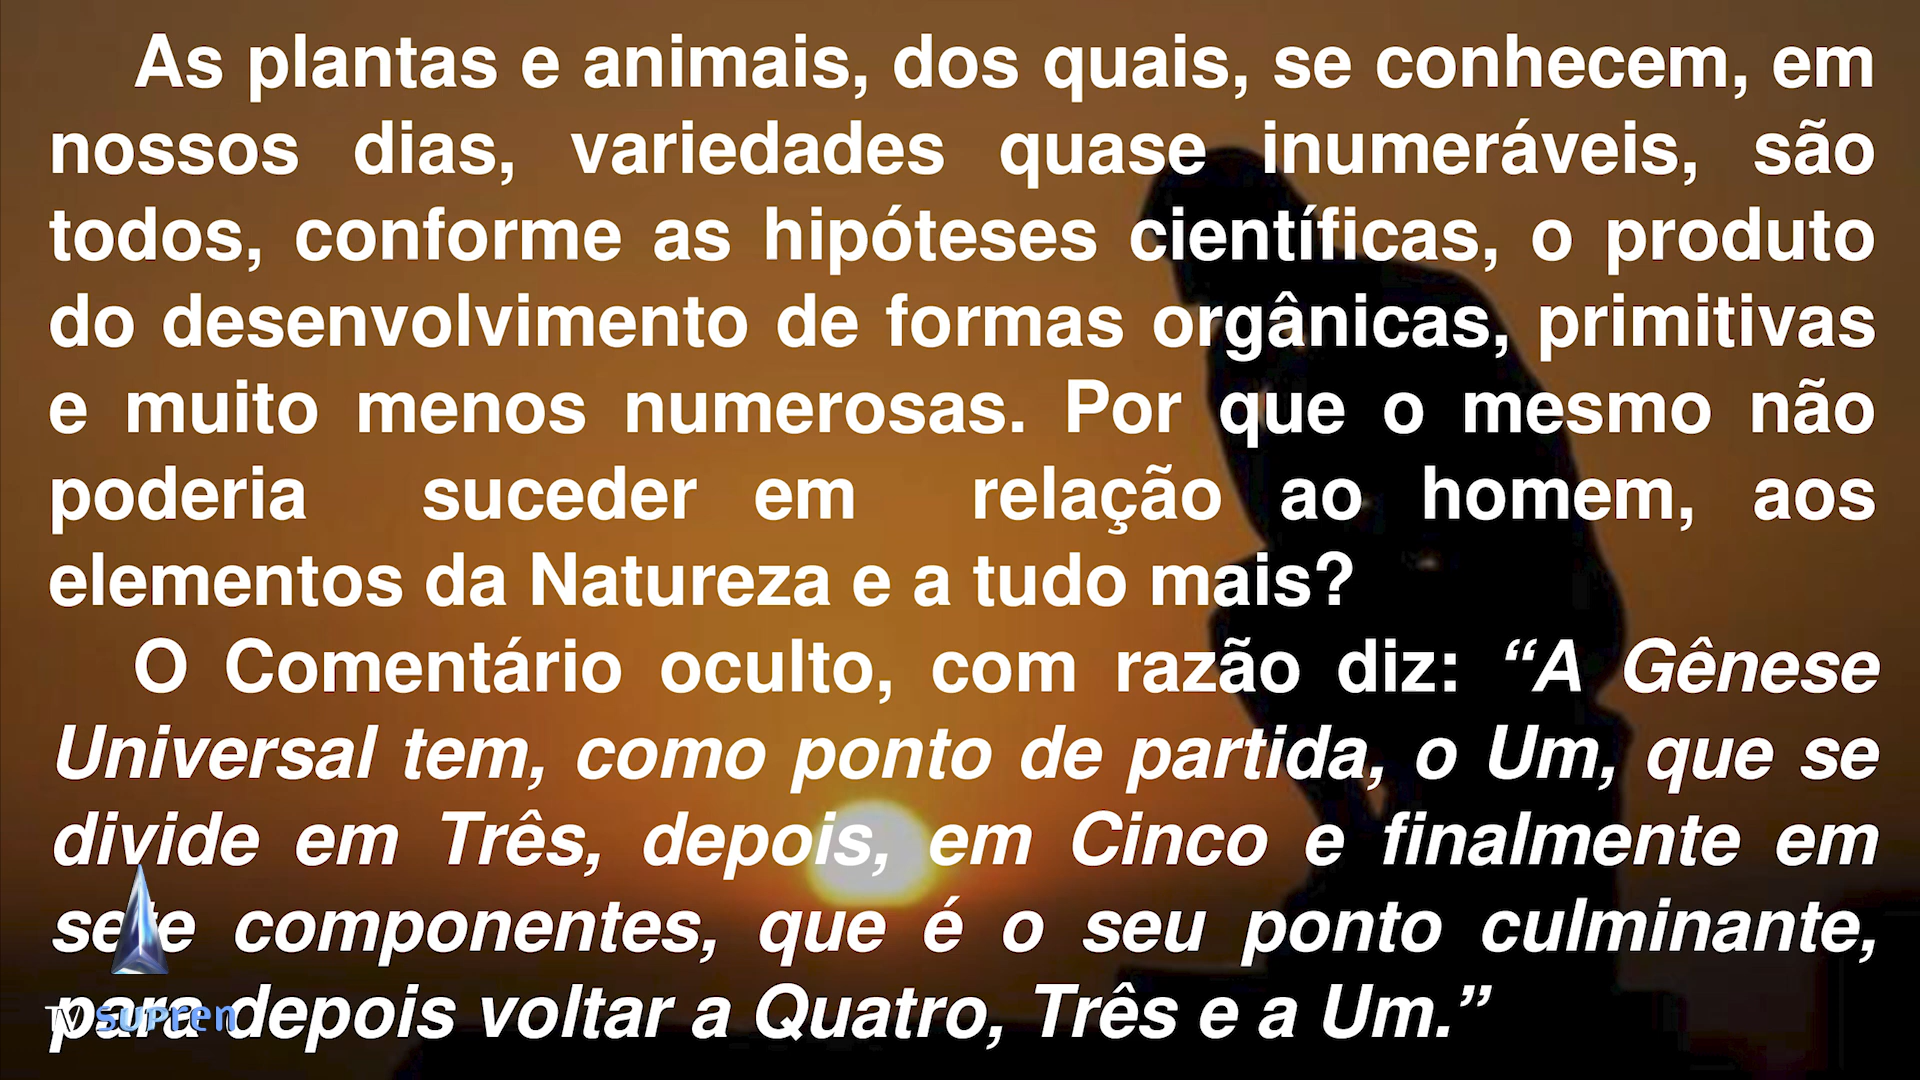 As plantas e animais, dos quais, se conhecem, em
nossos dias, variedades quase inumeráveis, são
todos, conforme as hipóteses científicas, o produto
do desenvolvimento de formas orgânicas, primitivas
e muito menos numerosas. Por que o mesmo não
poderia suceder em relação ao homem, aos
elementos da Natureza e a tudo mais?
O Comentário oculto, com razão diz: “A Gênese
Universal tem, como ponto de partida, o Um, que se
divide em Três, depois, em Cinco e finalmente em
sete componentes, que é o seu ponto culminante,
para depois voltar a Quatro, Três e a Um.”
TV supren